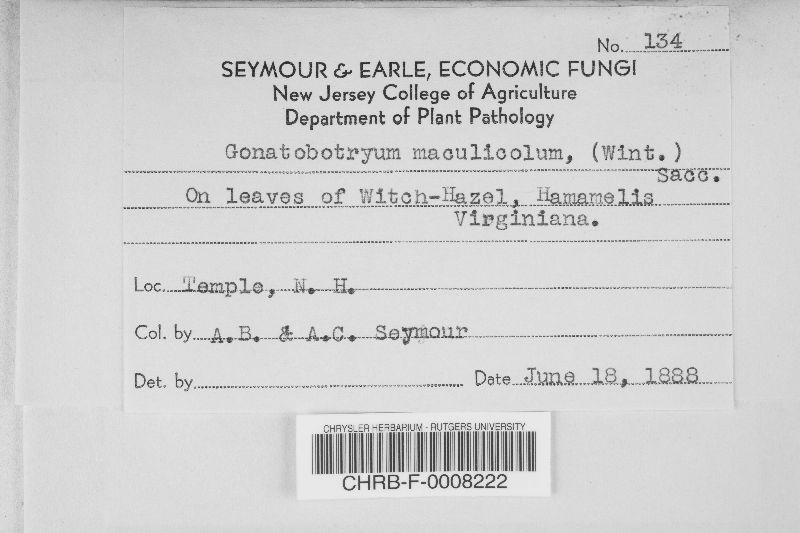 No. 134
SEYMOUR & EARLE, ECONOMIC FUNGI
New Jersey College of Agriculture
Department of Plant Pathology
Gonatobotryum maculicolum, (Wint.)
Sacc.
On leaves of Witch-Hazel, Hamamelis
Virginiana.
Loc. Temple, N. H.
Col. by A.B. & A.C. Seymour
Det. by Date June 18, 1888
CHRYSLER HERBARIUM - RUTGERS UNIVERSITY
CHRB-F-0008222